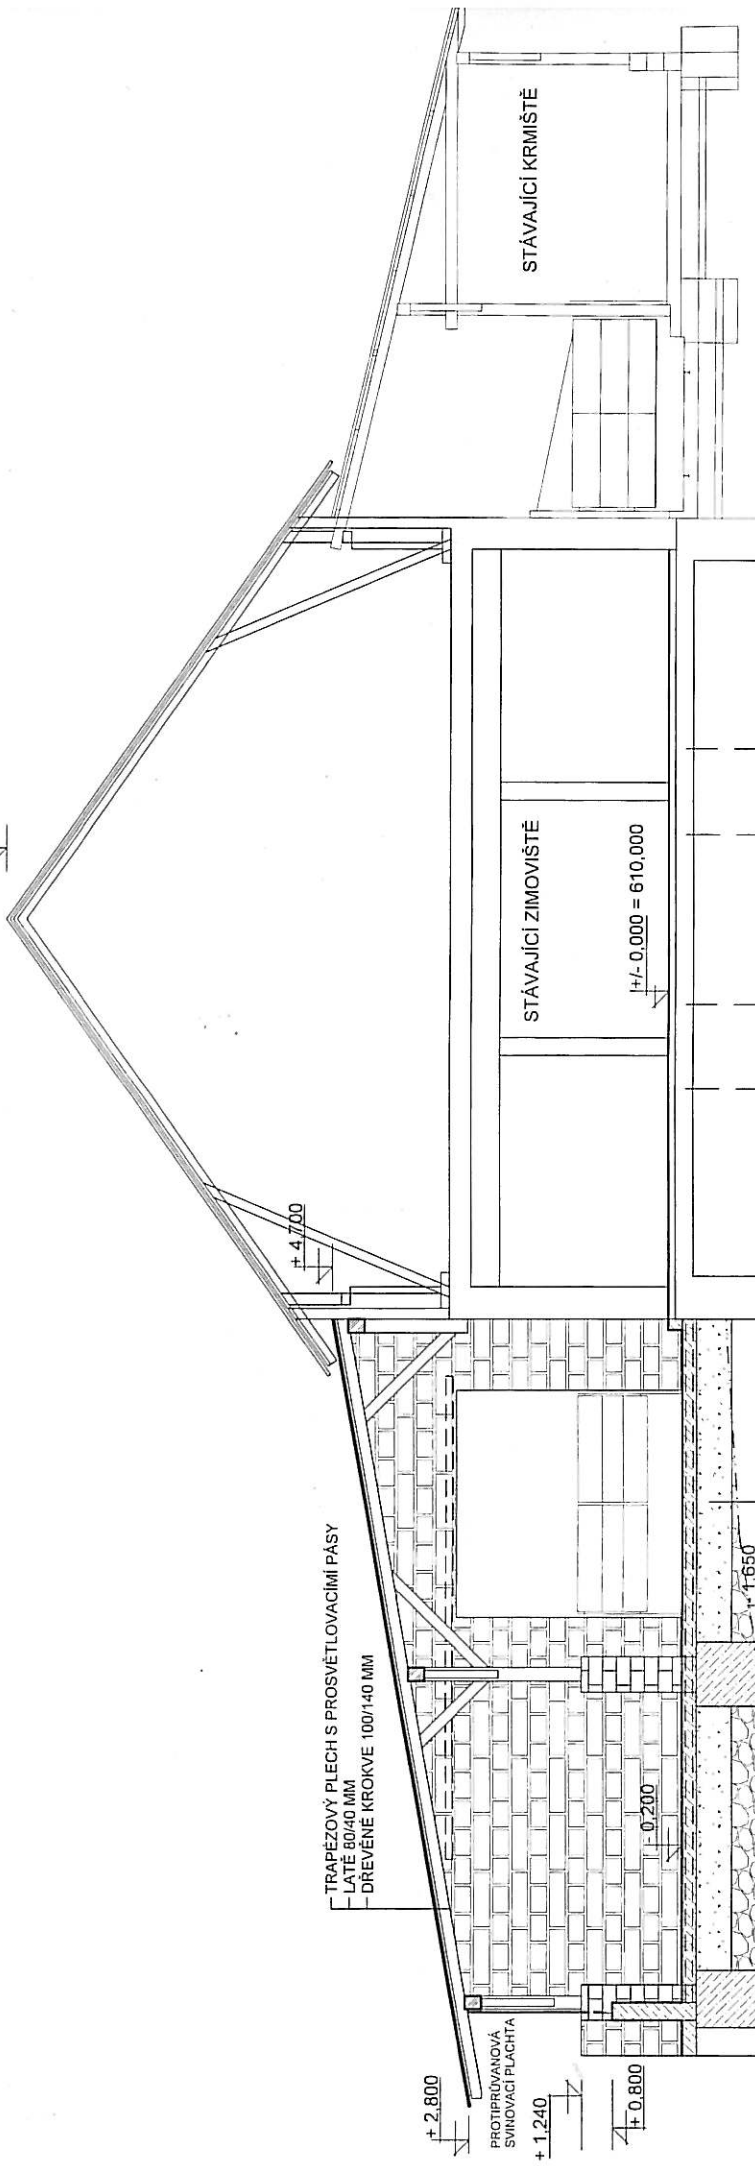 TRAPÉZOVÝ PLECH S PROSVĚTLOVACÍMI PÁSY
LATĚ 80/40 MM
DŘEVĚNÉ KROKVE 100/140 MM
+ 4,700
+ 2,800
PROTIPRŮVANOVÁ
SVINOVACÍ PLACHTA
+ 1,240
+ 0,800
- 0,200
- 1,650
STÁVAJÍCÍ ZIMOVIŠTĚ
+/- 0,000 = 610,000
STÁVAJÍCÍ KRMIŠTĚ